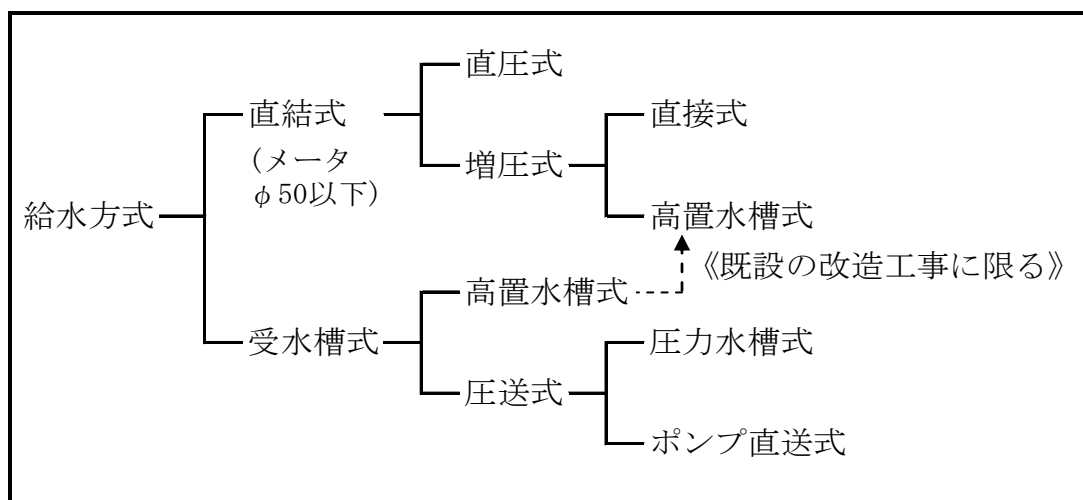 直圧式
直結式
直接式
(メータ
φ50以下)
増圧式
給水方式
高置水槽式
《既設の改造工事に限る》
高置水槽式
受水槽式
圧力水槽式
圧送式
ポンプ直送式